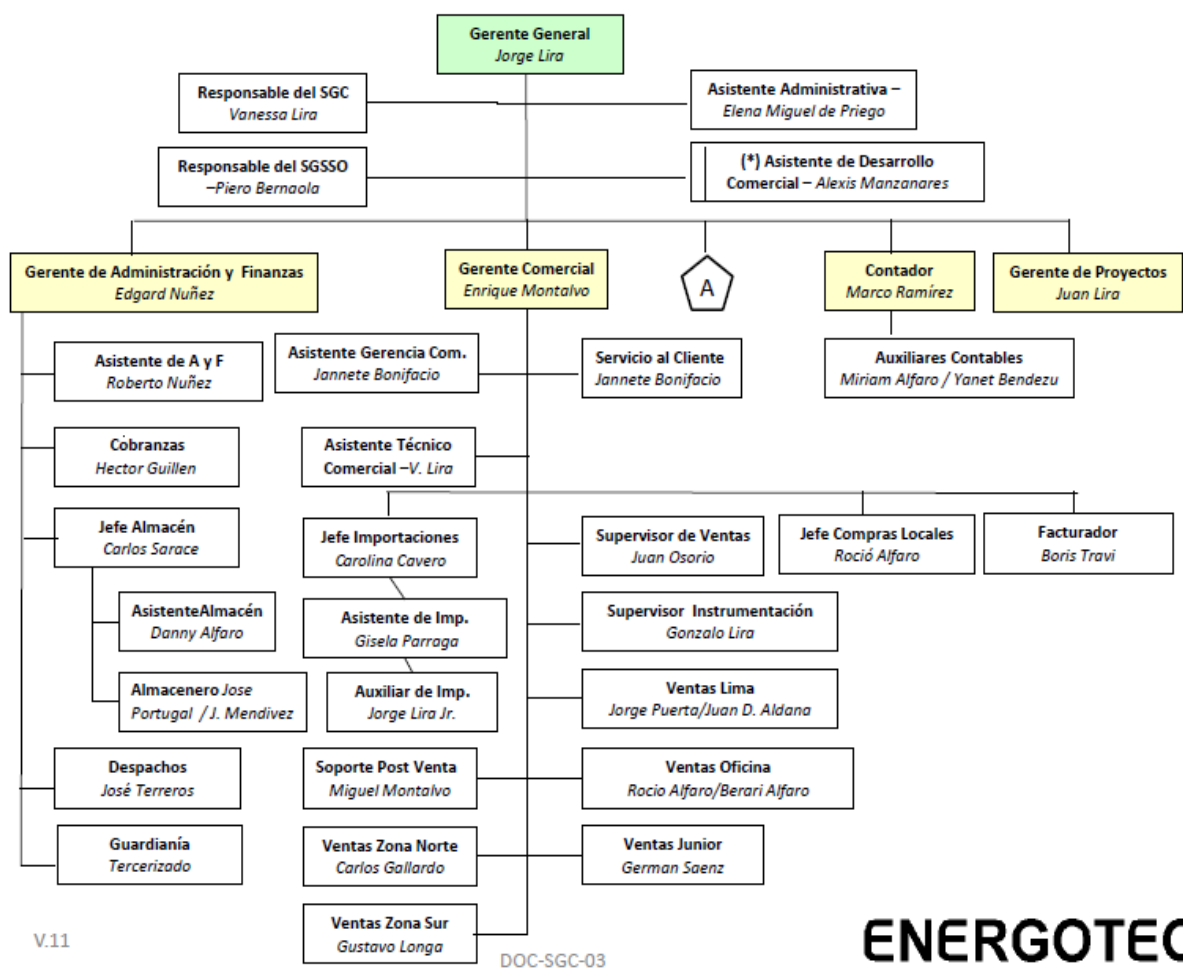 Gerente General
Jorge Lira
Responsable del SGC
Vanessa Lira
Asistente Administrativa –
Elena Miguel de Priego
Responsable del SGSSO
–Piero Bernaola
(*) Asistente de Desarrollo
Comercial – Alexis Manzanares
Gerente de Administración y Finanzas
Edgard Nuñez
Gerente Comercial
Enrique Montalvo
A
Contador
Marco Ramírez
Gerente de Proyectos
Juan Lira
Asistente de A y F
Roberto Nuñez
Asistente Gerencia Com.
Jannete Bonifacio
Servicio al Cliente
Jannete Bonifacio
Auxiliares Contables
Miriam Alfaro / Yanet Bendezu
Cobranzas
Hector Guillen
Asistente Técnico
Comercial –V. Lira
Jefe Almacén
Carlos Sarace
Jefe Importaciones
Carolina Cavero
Supervisor de Ventas
Juan Osorio
Jefe Compras Locales
Roció Alfaro
Facturador
Boris Travi
AsistenteAlmacén
Danny Alfaro
Asistente de Imp.
Gisela Parraga
Supervisor Instrumentación
Gonzalo Lira
Almacenero Jose
Portugal / J. Mendivez
Auxiliar de Imp.
Jorge Lira Jr.
Ventas Lima
Jorge Puerta/Juan D. Aldana
Despachos
José Terreros
Soporte Post Venta
Miguel Montalvo
Ventas Oficina
Rocio Alfaro/Berari Alfaro
Guardianía
Tercerizado
Ventas Zona Norte
Carlos Gallardo
Ventas Junior
German Saenz
Ventas Zona Sur
Gustavo Longa
V.11
DOC-SGC-03
ENERGOTEC